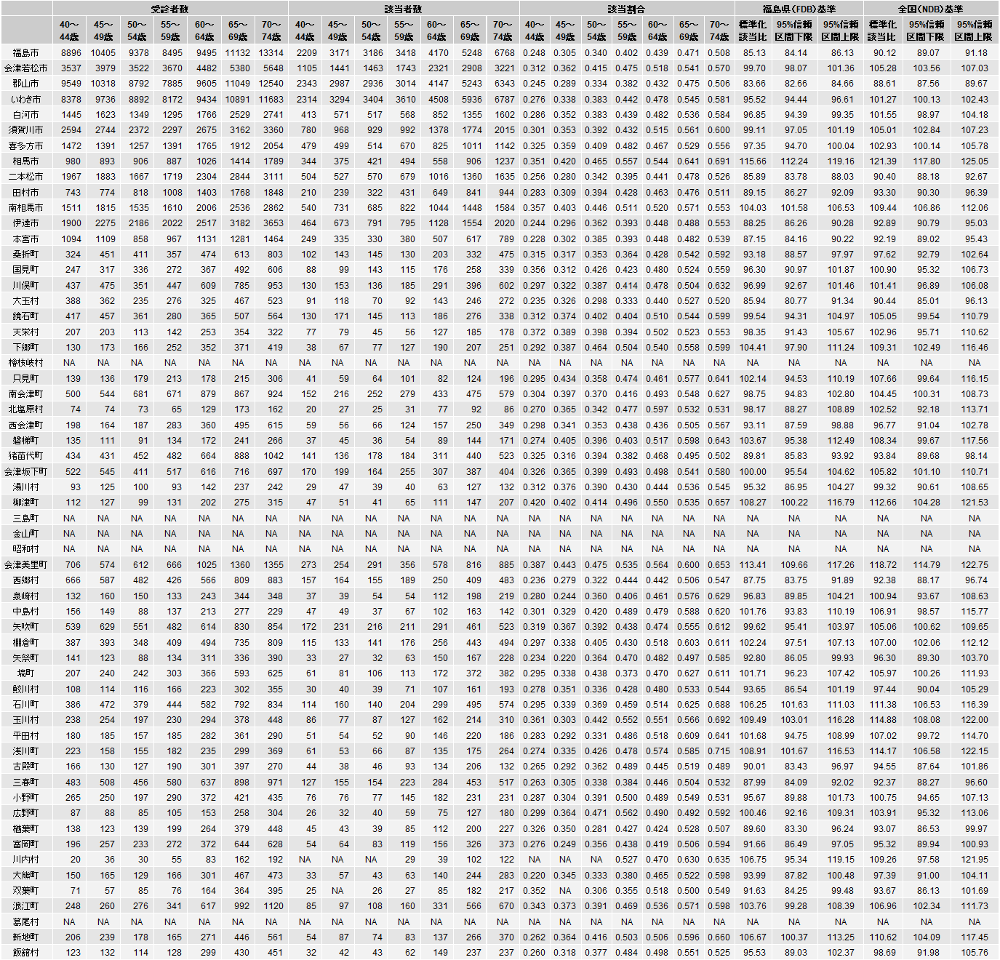 受診者数 該当者数 該当割合 福島県(FDB)基準 全国(NDB)基準
40～44歳 45～49歳 50～54歳 55～59歳 60～64歳 65～69歳 70～74歳 40～44歳 45～49歳 50～54歳 55～59歳 60～64歳 65～69歳 70～74歳 40～44歳 45～49歳 50～54歳 55～59歳 60～64歳 65～69歳 70～74歳 標準化該当比 95%信頼区間下限 95%信頼区間上限 標準化該当比 95%信頼区間下限 95%信頼区間上限
福島市 8896 10405 9378 8495 9495 11132 13314 2209 3171 3186 3418 4170 5248 6768 0.248 0.305 0.340 0.402 0.439 0.471 0.508 85.13 84.14 86.13 90.12 89.07 91.18
会津若松市 3537 3979 3522 3670 4482 5380 5648 1105 1441 1463 1743 2321 2908 3221 0.312 0.362 0.415 0.475 0.518 0.541 0.570 99.70 98.07 101.36 105.28 103.56 107.03
郡山市 9549 10318 8792 7885 9605 11049 12540 2343 2987 2936 3014 4147 5243 6343 0.245 0.289 0.334 0.382 0.432 0.475 0.506 83.66 82.66 84.66 88.61 87.56 89.67
いわき市 8378 9736 8892 8172 9434 10891 11683 2314 3294 3404 3610 4508 5936 6787 0.276 0.338 0.383 0.442 0.478 0.545 0.581 95.52 94.44 96.61 101.27 100.13 102.43
白河市 1445 1623 1349 1295 1766 2529 2741 413 571 517 568 852 1355 1602 0.286 0.352 0.383 0.439 0.482 0.536 0.584 96.85 94.39 99.35 101.55 98.97 104.18
須賀川市 2594 2744 2372 2297 2675 3162 3360 780 968 929 992 1378 1774 2015 0.301 0.353 0.392 0.432 0.515 0.561 0.600 99.11 97.05 101.19 105.01 102.84 107.23
喜多方市 1472 1391 1257 1391 1765 1912 2054 479 499 514 670 825 1011 1142 0.325 0.359 0.409 0.482 0.467 0.529 0.556 97.35 94.70 100.04 102.93 100.14 105.78
相馬市 980 893 906 887 1026 1414 1789 344 375 421 494 558 906 1237 0.351 0.420 0.465 0.557 0.544 0.641 0.691 115.66 112.24 119.16 121.39 117.80 125.05
二本松市 1967 1883 1667 1719 2304 2844 3111 504 527 570 679 1016 1360 1635 0.256 0.280 0.342 0.395 0.441 0.478 0.526 85.89 83.78 88.03 90.40 88.18 92.67
田村市 743 774 818 1008 1403 1768 1848 210 239 322 431 649 841 944 0.283 0.309 0.394 0.428 0.463 0.476 0.511 89.15 86.27 92.09 93.30 90.30 96.39
南相馬市 1511 1815 1535 1610 2006 2536 2862 540 731 685 822 1044 1448 1584 0.357 0.403 0.446 0.511 0.520 0.571 0.553 104.03 101.58 106.53 109.44 106.86 112.06
伊達市 1900 2275 2186 2022 2517 3182 3653 464 673 791 795 1128 1554 2020 0.244 0.296 0.362 0.393 0.448 0.488 0.553 88.25 86.26 90.28 92.89 90.79 95.03
本宮市 1094 1109 858 967 1131 1281 1464 249 335 330 380 507 617 789 0.228 0.302 0.385 0.393 0.448 0.482 0.539 87.15 84.16 90.22 92.19 89.02 95.43
桑折町 324 451 411 357 474 613 803 102 143 145 130 203 332 475 0.315 0.317 0.353 0.364 0.428 0.542 0.592 93.18 88.57 97.97 97.62 92.79 102.64
国見町 247 317 336 272 367 492 606 88 99 143 115 176 258 339 0.356 0.312 0.426 0.423 0.480 0.524 0.559 96.30 90.97 101.87 100.90 95.32 106.73
川俣町 437 475 351 447 609 785 953 130 153 136 185 291 396 602 0.297 0.322 0.387 0.414 0.478 0.504 0.632 96.99 92.67 101.46 101.41 96.89 106.08
大玉村 388 362 235 276 325 467 523 91 118 70 92 143 246 272 0.235 0.326 0.298 0.333 0.440 0.527 0.520 85.94 80.77 91.34 90.44 85.01 96.13
鏡石町 417 457 361 280 365 507 564 130 171 145 113 186 276 338 0.312 0.374 0.402 0.404 0.510 0.544 0.599 99.54 94.31 104.97 105.05 99.54 110.79
天栄村 207 203 113 142 253 354 322 77 79 45 56 127 185 178 0.372 0.389 0.398 0.394 0.502 0.523 0.553 98.35 91.43 105.67 102.96 95.71 110.62
下郷町 130 173 166 252 352 371 419 38 67 77 127 190 207 251 0.292 0.387 0.464 0.504 0.540 0.558 0.599 104.41 97.90 111.24 109.31 102.49 116.46
檜枝岐村 NA NA NA NA NA NA NA NA NA NA NA NA NA NA NA NA NA NA NA NA NA NA NA NA NA NA NA
只見町 139 136 179 213 178 215 306 41 59 64 101 82 124 196 0.295 0.434 0.358 0.474 0.461 0.577 0.641 102.14 94.53 110.19 107.66 99.64 116.15
南会津町 500 544 681 671 879 867 924 152 216 252 279 433 475 579 0.304 0.397 0.370 0.416 0.493 0.548 0.627 98.75 94.83 102.80 104.45 100.31 108.73
北塩原村 74 74 73 65 129 173 162 20 27 25 31 77 92 86 0.270 0.365 0.342 0.477 0.597 0.532 0.531 98.17 88.27 108.89 102.52 92.18 113.71
西会津町 198 164 187 283 360 495 615 59 56 66 124 157 250 349 0.298 0.341 0.353 0.438 0.436 0.505 0.567 93.11 87.59 98.88 96.77 91.04 102.78
磐梯町 135 111 91 134 172 241 266 37 45 36 54 89 144 171 0.274 0.405 0.396 0.403 0.517 0.598 0.643 103.67 95.38 112.49 108.34 99.67 117.56
猪苗代町 434 431 452 482 664 888 1042 141 136 178 184 311 440 523 0.325 0.316 0.394 0.382 0.468 0.495 0.502 89.81 85.83 93.92 93.84 89.68 98.14
会津坂下町 522 545 411 517 616 716 697 170 199 164 255 307 387 404 0.326 0.365 0.399 0.493 0.498 0.541 0.580 100.00 95.54 104.62 105.82 101.10 110.71
湯川村 93 125 100 93 142 237 242 29 47 39 40 63 127 132 0.312 0.376 0.390 0.430 0.444 0.536 0.545 95.32 86.95 104.27 99.32 90.61 108.65
柳津町 112 127 99 131 202 275 315 47 51 41 65 111 147 207 0.420 0.402 0.414 0.496 0.550 0.535 0.657 108.27 100.22 116.79 112.66 104.28 121.53
三島町 NA NA NA NA NA NA NA NA NA NA NA NA NA NA NA NA NA NA NA NA NA NA NA NA NA NA NA
金山町 NA NA NA NA NA NA NA NA NA NA NA NA NA NA NA NA NA NA NA NA NA NA NA NA NA NA NA
昭和村 NA NA NA NA NA NA NA NA NA NA NA NA NA NA NA NA NA NA NA NA NA NA NA NA NA NA NA
会津美里町 706 574 612 666 1025 1360 1355 273 254 291 356 578 816 885 0.387 0.443 0.475 0.535 0.564 0.600 0.653 113.41 109.66 117.26 118.72 114.79 122.75
西郷村 666 587 482 426 566 809 883 157 164 155 189 250 409 483 0.236 0.279 0.322 0.444 0.442 0.506 0.547 87.75 83.75 91.89 92.38 88.17 96.74
泉崎村 132 160 150 133 243 344 348 37 39 54 54 112 198 219 0.280 0.244 0.360 0.406 0.461 0.576 0.629 96.83 89.85 104.21 100.94 93.67 108.63
中島村 156 149 88 137 213 277 229 47 49 37 67 102 163 142 0.301 0.329 0.420 0.489 0.479 0.588 0.620 101.76 93.83 110.19 106.91 98.57 115.77
矢吹町 539 629 551 482 614 830 854 172 231 216 211 291 461 523 0.319 0.367 0.392 0.438 0.474 0.555 0.612 99.62 95.41 103.97 105.06 100.62 109.65
棚倉町 387 393 348 409 494 735 809 115 133 141 176 256 443 494 0.297 0.338 0.405 0.430 0.518 0.603 0.611 102.24 97.51 107.13 107.00 102.06 112.12
矢祭町 141 123 88 134 311 336 390 33 27 32 63 150 167 228 0.234 0.220 0.364 0.470 0.482 0.497 0.585 92.80 86.05 99.93 96.30 89.30 103.70
塙町 207 240 242 303 366 593 625 61 81 106 113 172 372 382 0.295 0.338 0.438 0.373 0.470 0.627 0.611 101.71 96.23 107.42 105.97 100.26 111.93
鮫川村 108 114 116 166 223 302 355 30 40 39 71 107 161 193 0.278 0.351 0.336 0.428 0.480 0.533 0.544 93.65 86.54 101.19 97.44 90.04 105.29
石川町 386 472 379 444 582 792 834 114 160 140 204 299 495 574 0.295 0.339 0.369 0.459 0.514 0.625 0.688 106.25 101.63 111.03 111.38 106.53 116.39
玉川村 238 254 197 230 294 378 448 86 77 87 127 162 214 310 0.361 0.303 0.442 0.552 0.551 0.566 0.692 109.49 103.01 116.28 114.88 108.08 122.00
平田村 180 185 157 185 282 361 290 51 54 52 90 146 220 186 0.283 0.292 0.331 0.486 0.518 0.609 0.641 101.68 94.75 108.99 107.02 99.72 114.70
浅川町 223 158 155 182 235 299 369 61 53 66 87 135 175 264 0.274 0.335 0.426 0.478 0.574 0.585 0.715 108.91 101.67 116.53 114.17 106.58 122.15
古殿町 166 130 127 190 301 397 270 44 38 46 93 134 206 132 0.265 0.292 0.362 0.489 0.445 0.519 0.489 90.01 83.43 96.97 94.55 87.64 101.86
三春町 483 508 456 580 637 898 971 127 155 154 223 284 453 517 0.263 0.305 0.338 0.384 0.446 0.504 0.532 87.99 84.09 92.02 92.37 88.27 96.60
小野町 265 250 197 290 372 421 435 76 76 77 145 182 231 231 0.287 0.304 0.391 0.500 0.489 0.549 0.531 95.67 89.88 101.73 100.75 94.65 107.13
広野町 87 88 85 105 153 258 304 26 32 40 59 75 127 180 0.299 0.364 0.471 0.562 0.490 0.492 0.592 100.46 92.16 109.31 103.91 95.32 113.06
楢葉町 138 123 139 199 264 379 448 45 43 39 85 112 200 227 0.326 0.350 0.281 0.427 0.424 0.528 0.507 89.60 83.30 96.24 93.07 86.53 99.97
富岡町 196 257 233 272 372 644 628 54 64 83 119 156 326 373 0.276 0.249 0.356 0.438 0.419 0.506 0.594 91.66 86.49 97.05 95.32 89.94 100.93
川内村 20 36 30 55 83 162 192 NA NA NA 29 39 102 122 NA NA NA 0.527 0.470 0.630 0.635 106.75 95.34 119.15 109.26 97.58 121.95
大熊町 150 165 129 166 301 467 473 33 57 43 63 140 244 283 0.220 0.345 0.333 0.380 0.465 0.522 0.598 93.99 87.82 100.48 97.39 91.00 104.11
双葉町 71 57 85 76 164 364 395 25 NA 26 27 85 182 217 0.352 NA 0.306 0.355 0.518 0.500 0.549 91.63 84.25 99.48 93.67 86.13 101.69
浪江町 248 260 276 341 617 992 1120 85 97 108 160 331 566 670 0.343 0.373 0.391 0.469 0.536 0.571 0.598 103.76 99.28 108.39 106.96 102.34 111.73
葛尾村 NA NA NA NA NA NA NA NA NA NA NA NA NA NA NA NA NA NA NA NA NA NA NA NA NA NA NA
新地町 206 239 178 165 271 446 561 54 87 74 83 137 266 370 0.262 0.364 0.416 0.503 0.506 0.596 0.660 106.67 100.37 113.25 110.62 104.09 117.45
飯舘村 123 132 114 128 299 430 451 32 42 43 62 149 237 237 0.260 0.318 0.377 0.484 0.498 0.551 0.525 95.53 89.03 102.37 98.69 91.98 105.76